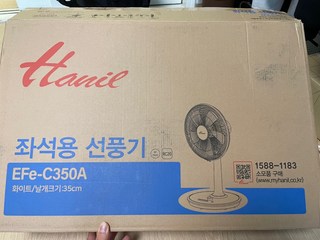 Hanil
좌석용 선풍기
EFe-C350A
화이트/날개크기:35cm
1588-1183
소모품 구매
(www.myhanil.co.kr)